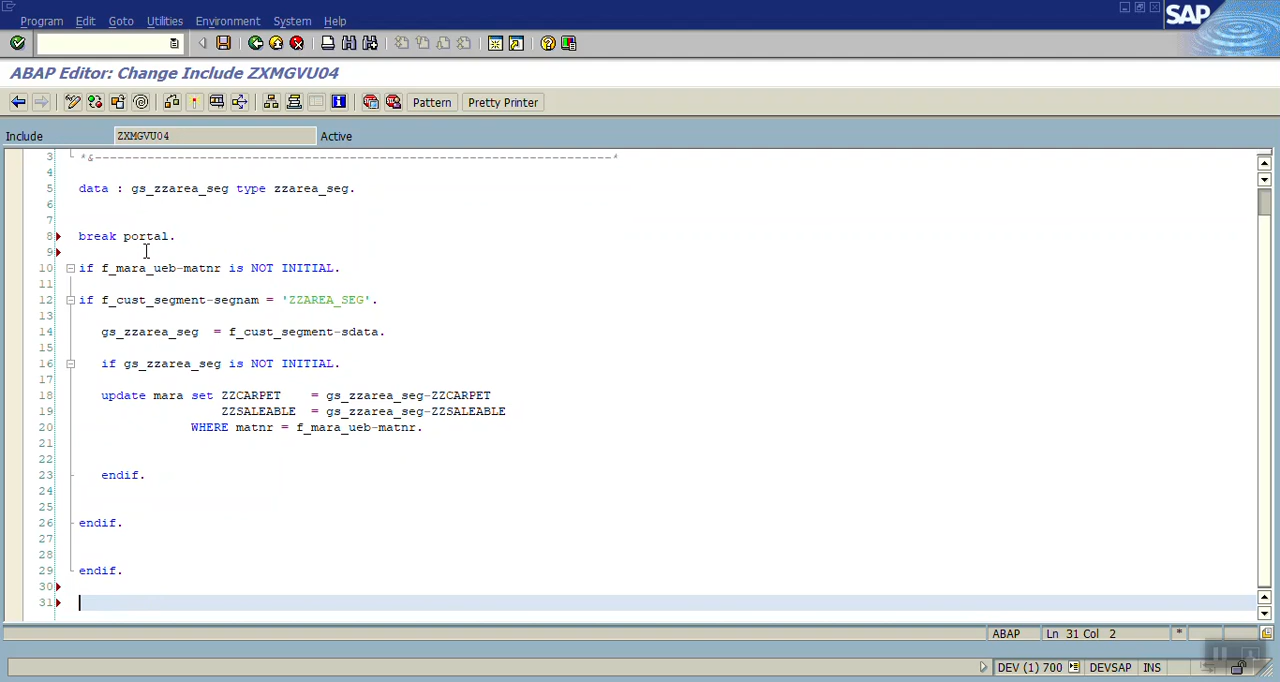 Program Edit Goto Utilities Environment System Help
SAP
ABAP Editor: Change Include ZXMGVU04
Pattern Pretty Printer
Include ZXMGVU04 Active
3 *&---------------------------------------------------------------------*
4
5 data : gs_zzarea_seg type zzarea_seg.
6
7
8 break portal.
9
10 if f_mara_ueb-matnr is NOT INITIAL.
11
12 if f_cust_segment-segnam = 'ZZAREA_SEG'.
13
14 gs_zzarea_seg = f_cust_segment-sdata.
15
16 if gs_zzarea_seg is NOT INITIAL.
17
18 update mara set ZZCARPET = gs_zzarea_seg-ZZCARPET
19 ZZSALEABLE = gs_zzarea_seg-ZZSALEABLE
20 WHERE matnr = f_mara_ueb-matnr.
21
22
23 endif.
24
25
26 endif.
27
28
29 endif.
30
31
ABAP Ln 31 Col 2 *
DEV (1) 700 DEVSAP INS